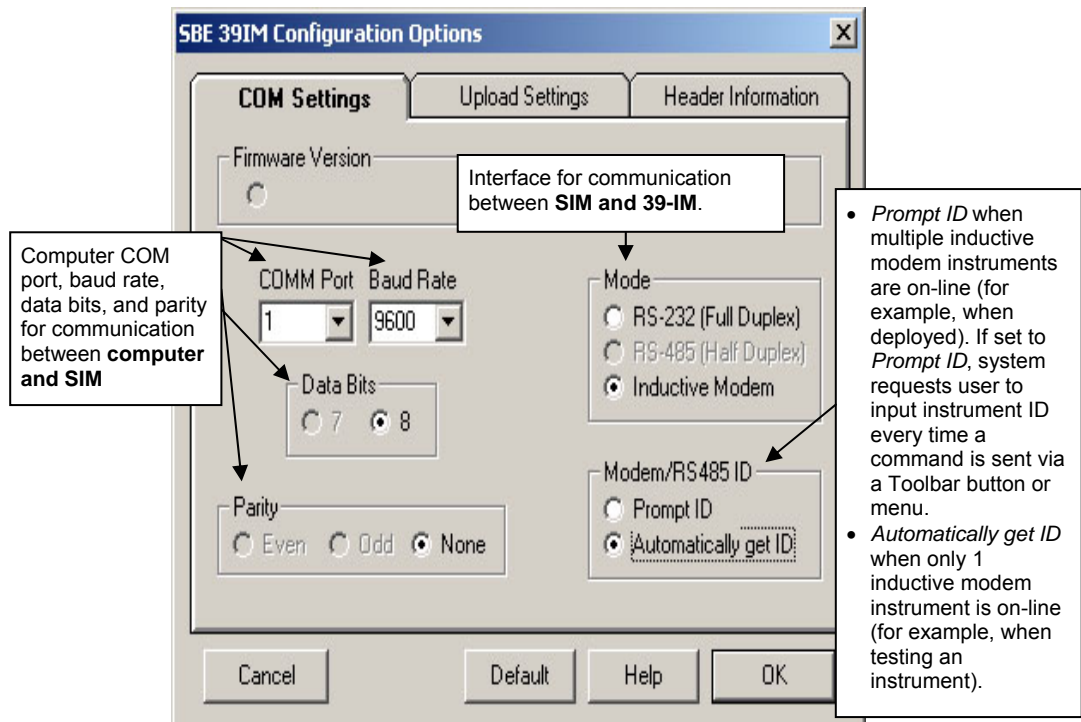 SBE 39IM Configuration Options
COM Settings
Upload Settings
Header Information
Firmware Version
Interface for communication
between SIM and 39-IM.
Computer COM
port, baud rate,
data bits, and parity
for communication
between computer
and SIM
COMM Port
Baud Rate
1
9600
Data Bits
7
8
Parity
Even
Odd
None
Mode
RS-232 (Full Duplex)
RS-485 (Half Duplex)
Inductive Modem
Modem/RS485 ID
Prompt ID
Automatically get ID
• Prompt ID when
multiple inductive
modem instruments
are on-line (for
example, when
deployed). If set to
Prompt ID, system
requests user to
input instrument ID
every time a
command is sent via
a Toolbar button or
menu.
• Automatically get ID
when only 1
inductive modem
instrument is on-line
(for example, when
testing an
instrument).
Cancel
Default
Help
OK